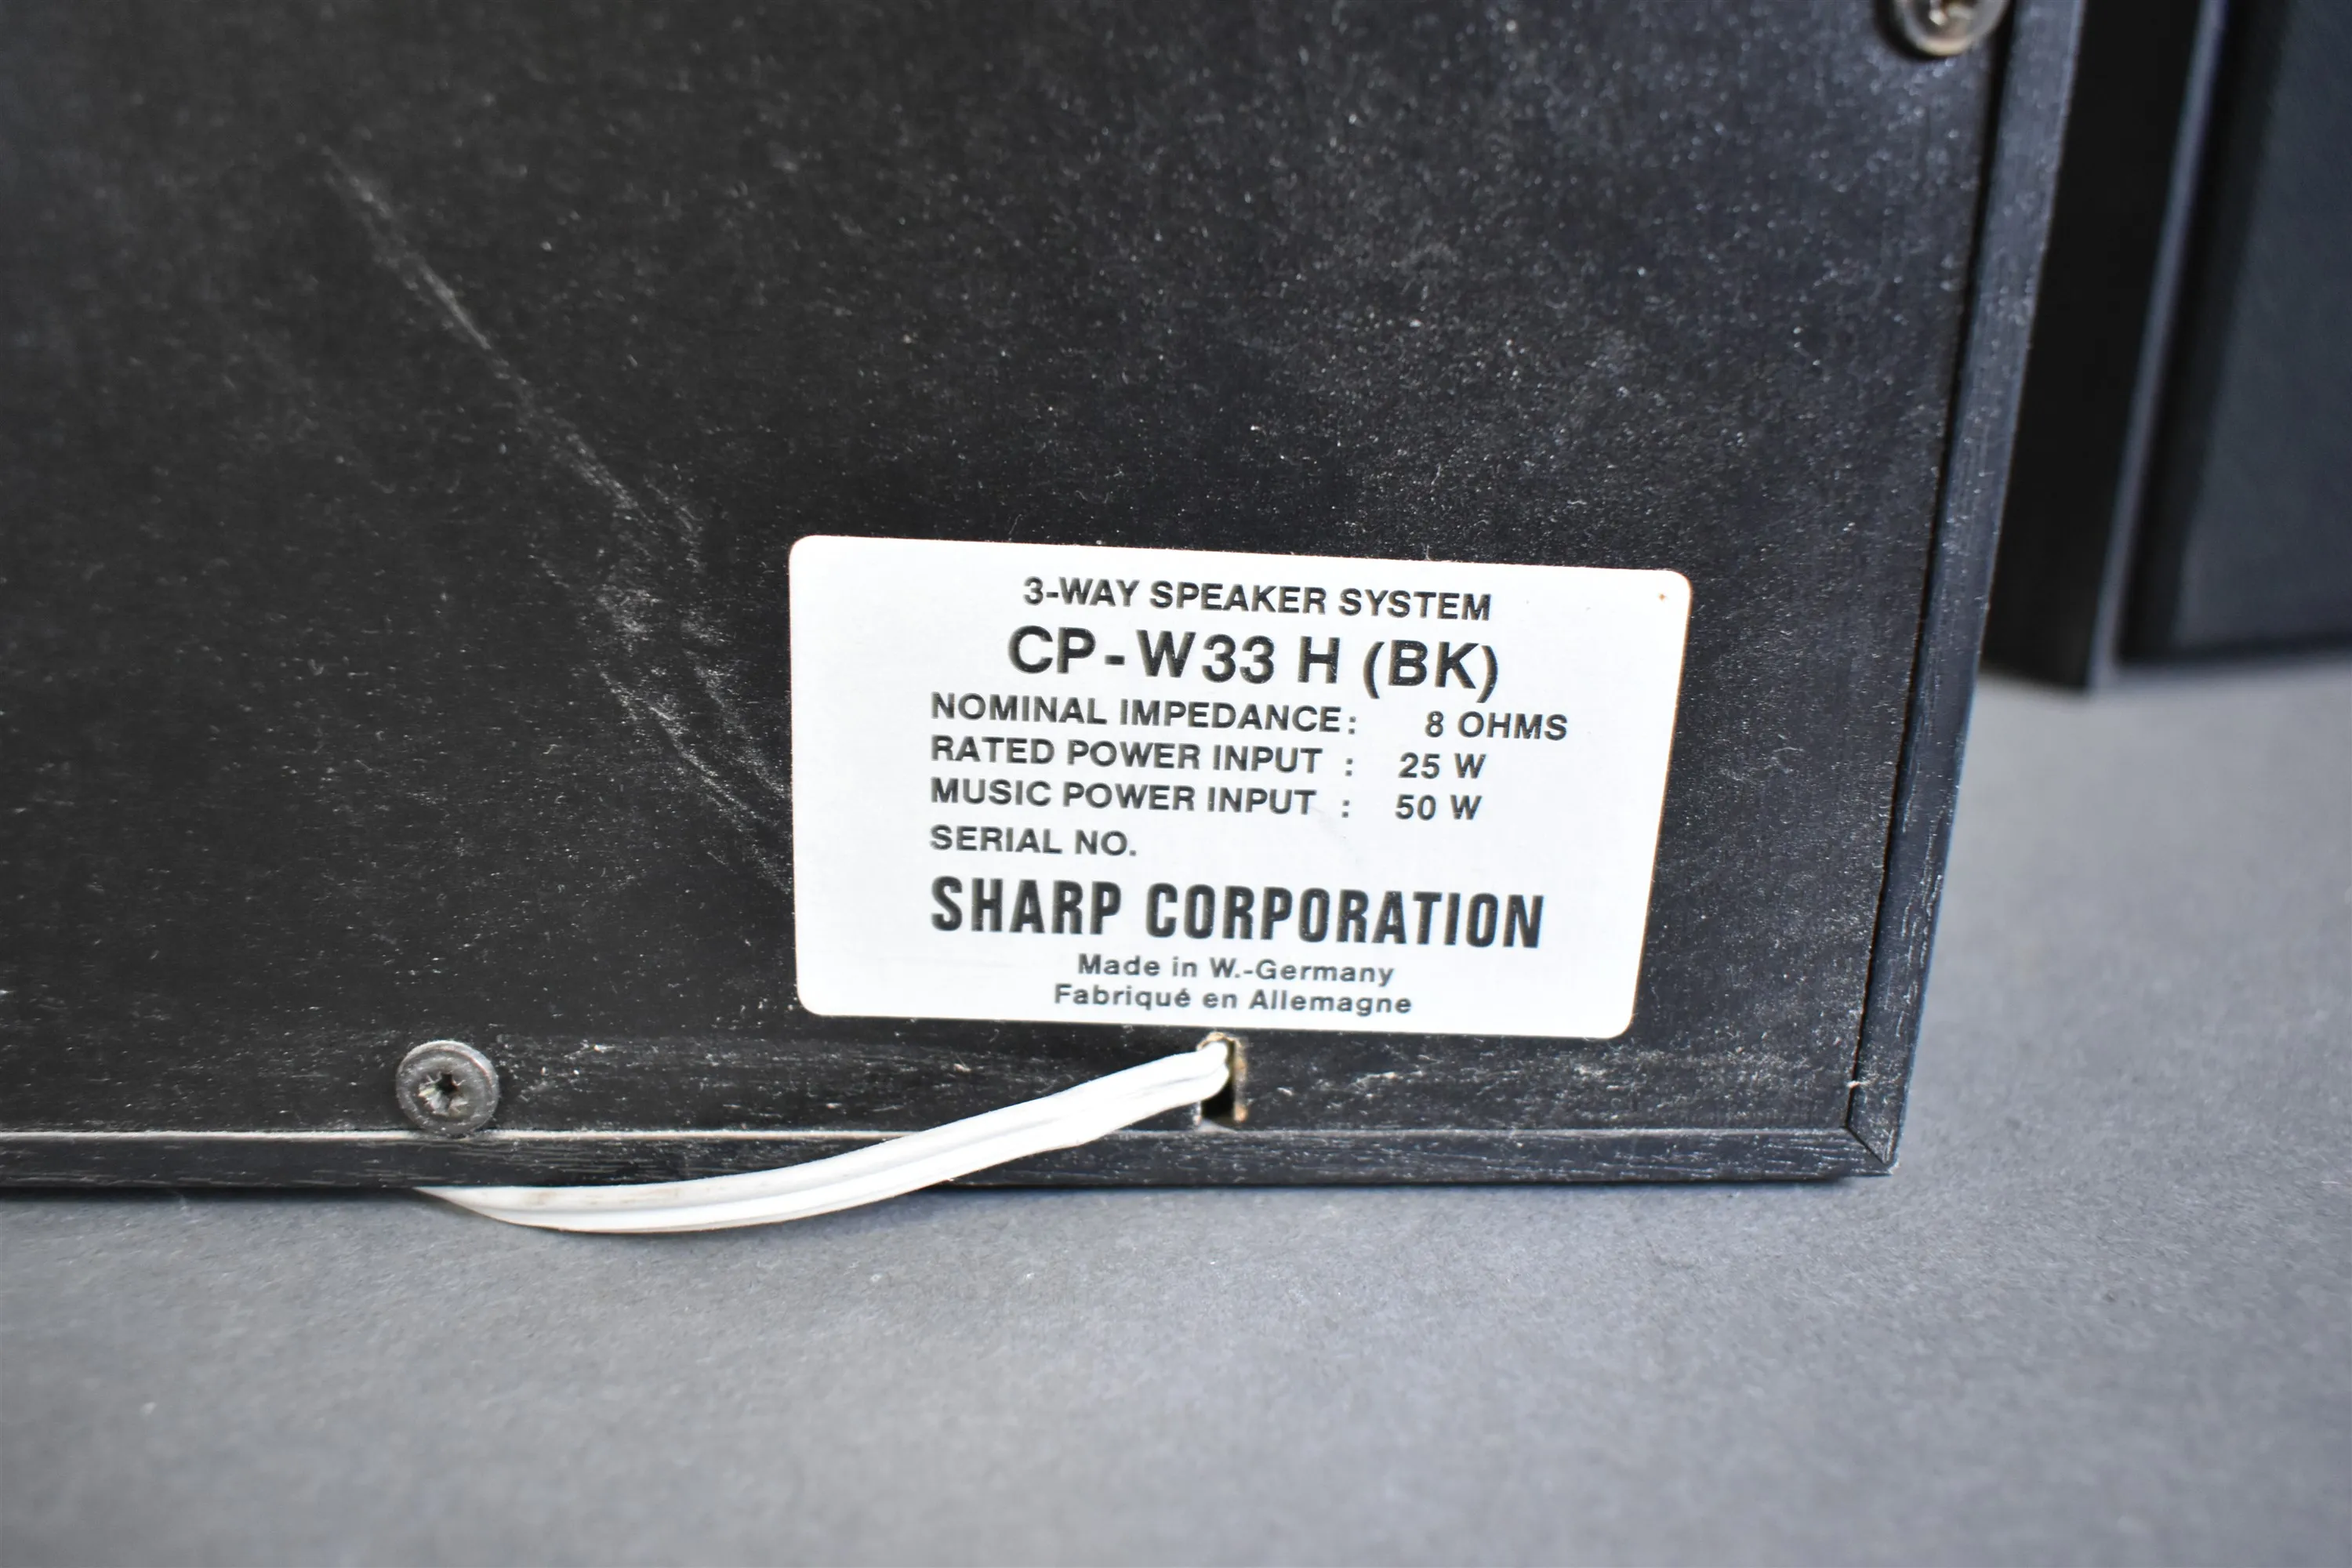 3-WAY SPEAKER SYSTEM
CP-W33 H (BK)
NOMINAL IMPEDANCE: 8 OHMS
RATED POWER INPUT : 25 W
MUSIC POWER INPUT : 50 W
SERIAL NO.
SHARP CORPORATION
Made in W.-Germany
Fabriqué en Allemagne